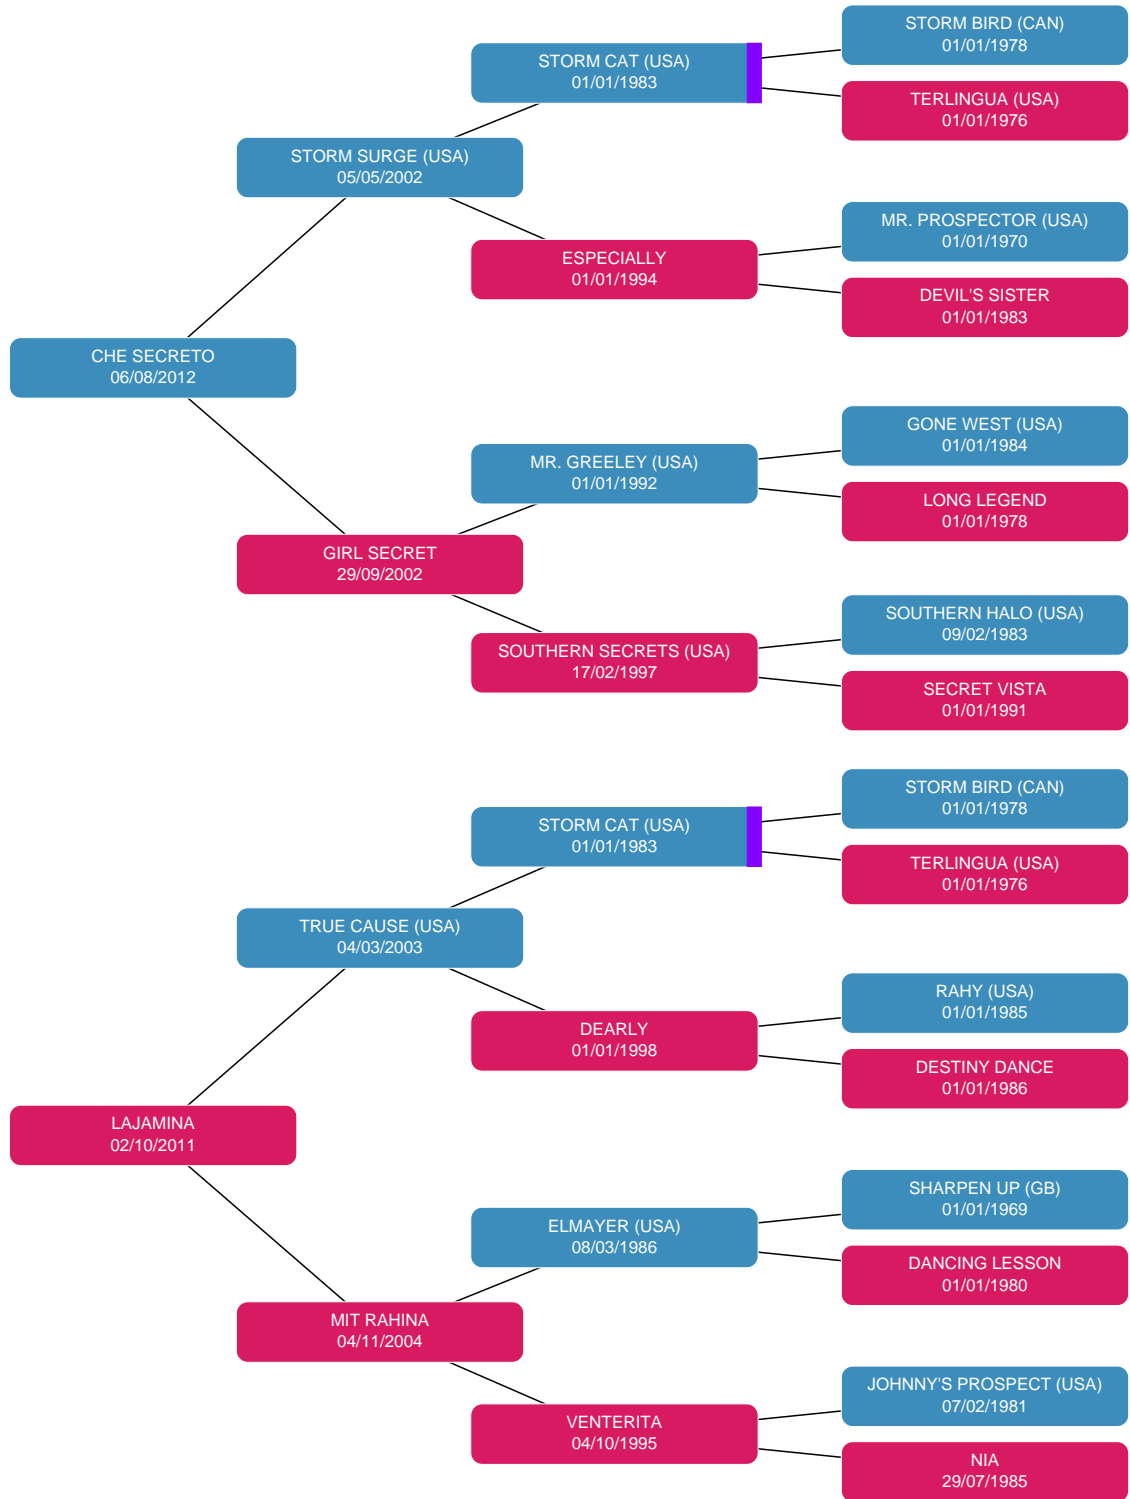 STORM BIRD (CAN)
01/01/1978
STORM CAT (USA)
01/01/1983
TERLINGUA (USA)
01/01/1976
STORM SURGE (USA)
05/05/2002
MR. PROSPECTOR (USA)
01/01/1970
ESPECIALLY
01/01/1994
DEVIL'S SISTER
01/01/1983
CHE SECRETO
06/08/2012
GONE WEST (USA)
01/01/1984
MR. GREELEY (USA)
01/01/1992
LONG LEGEND
01/01/1978
GIRL SECRET
29/09/2002
SOUTHERN HALO (USA)
09/02/1983
SOUTHERN SECRETS (USA)
17/02/1997
SECRET VISTA
01/01/1991
STORM BIRD (CAN)
01/01/1978
STORM CAT (USA)
01/01/1983
TERLINGUA (USA)
01/01/1976
TRUE CAUSE (USA)
04/03/2003
RAHY (USA)
01/01/1985
DEARLY
01/01/1998
DESTINY DANCE
01/01/1986
LAJAMINA
02/10/2011
SHARPEN UP (GB)
01/01/1969
ELMAYER (USA)
08/03/1986
DANCING LESSON
01/01/1980
MIT RAHINA
04/11/2004
JOHNNY'S PROSPECT (USA)
07/02/1981
VENTERITA
04/10/1995
NIA
29/07/1985